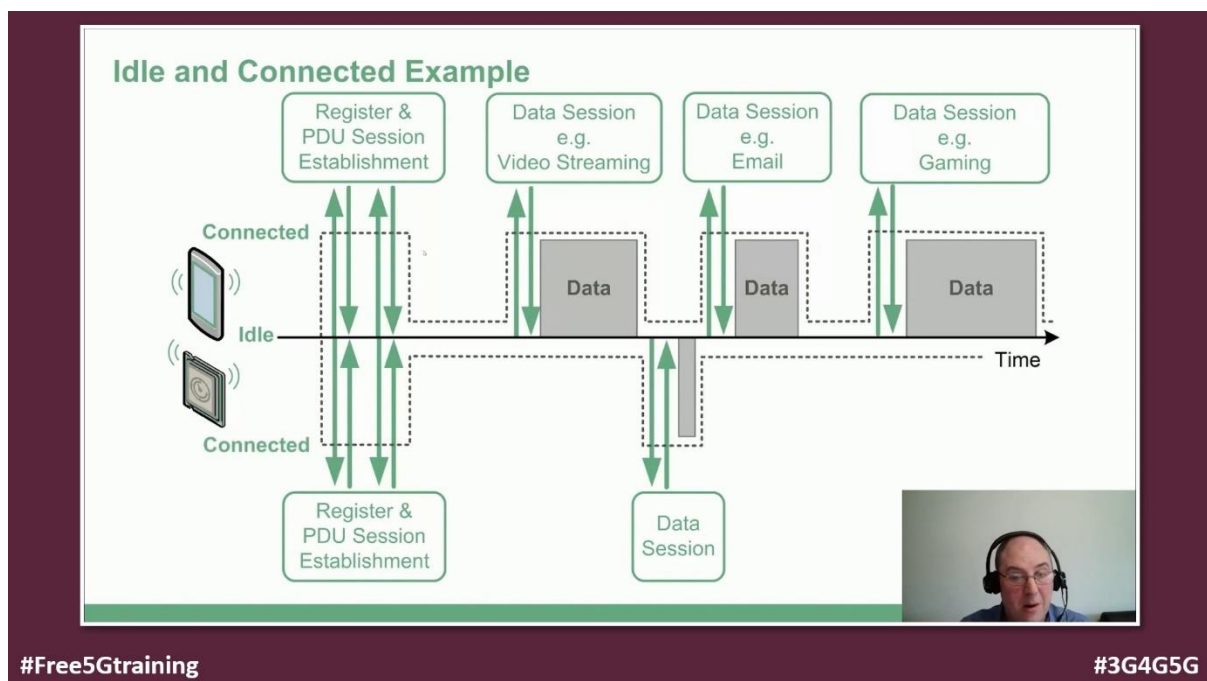 Idle and Connected Example
Register &
PDU Session
Establishment
Data Session
e.g.
Video Streaming
Data Session
e.g.
Email
Data Session
e.g.
Gaming
Connected
Data
Data
Data
Idle
Time
Connected
Register &
PDU Session
Establishment
Data
Session
#Free5Gtraining
#3G4G5G